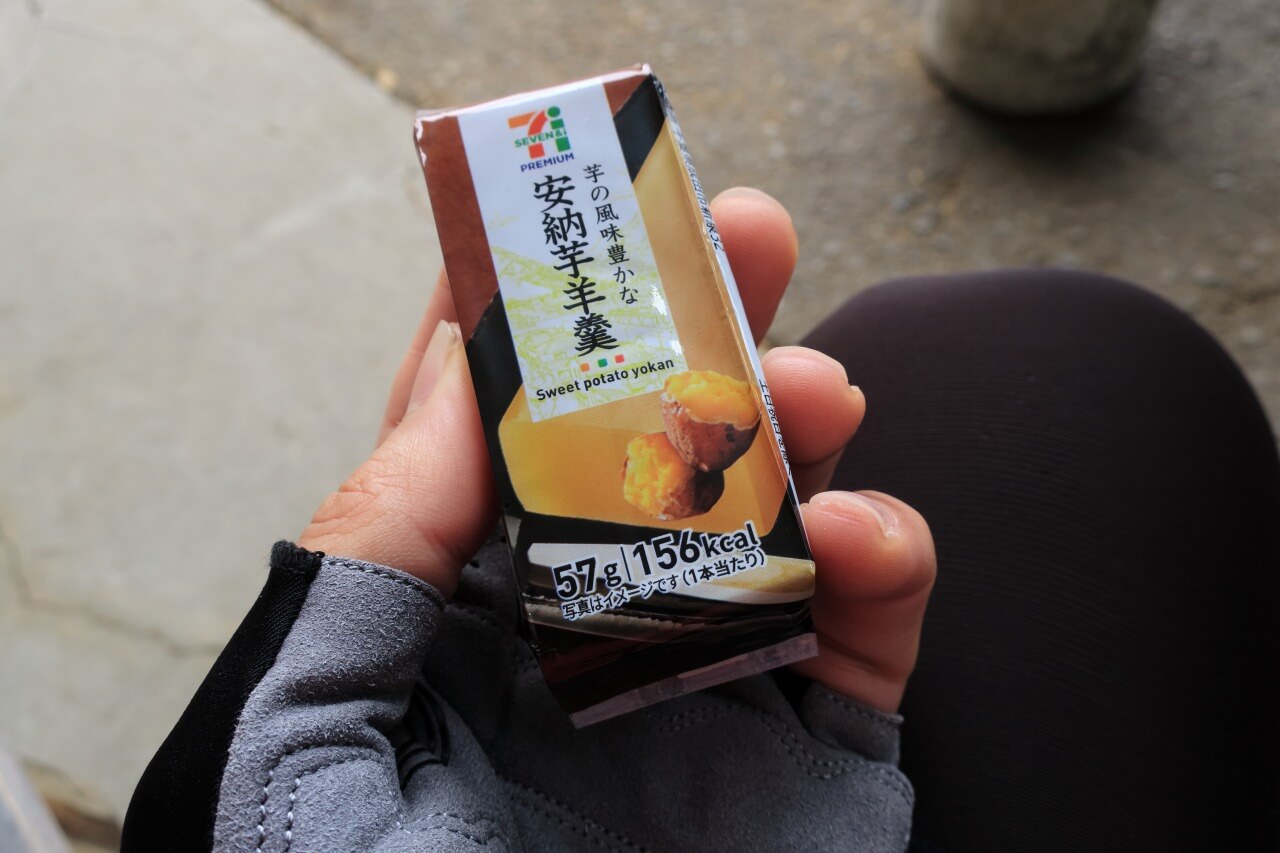 SEVEN&i
PREMIUM
芋の風味豊かな
安納芋羊羹
Sweet potato yokan
57g|156kcal
写真はイメージです(1本当たり)